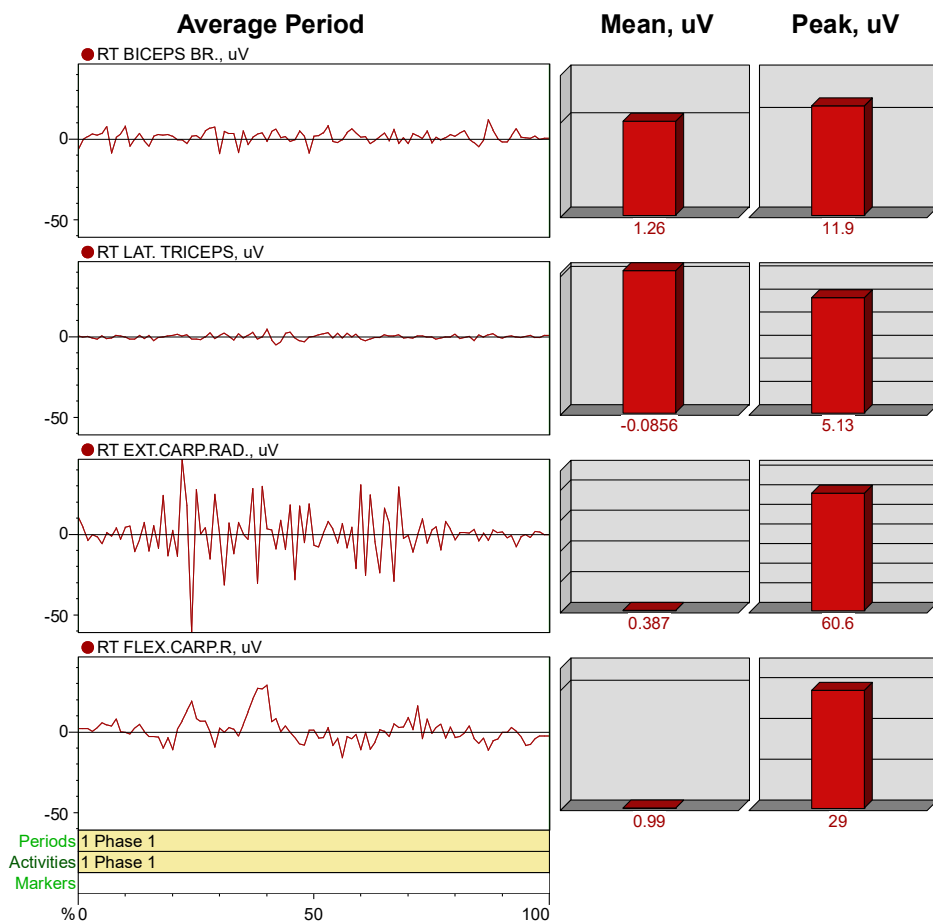 Average Period Mean, uV Peak, uV
RT BICEPS BR., uV
0
-50
1.26 11.9
RT LAT. TRICEPS, uV
0
-50
-0.0856 5.13
RT EXT.CARP.RAD., uV
0
-50
0.387 60.6
RT FLEX.CARP.R, uV
0
-50
0.99 29
Periods 1 Phase 1
Activities 1 Phase 1
Markers
% 0 50 100